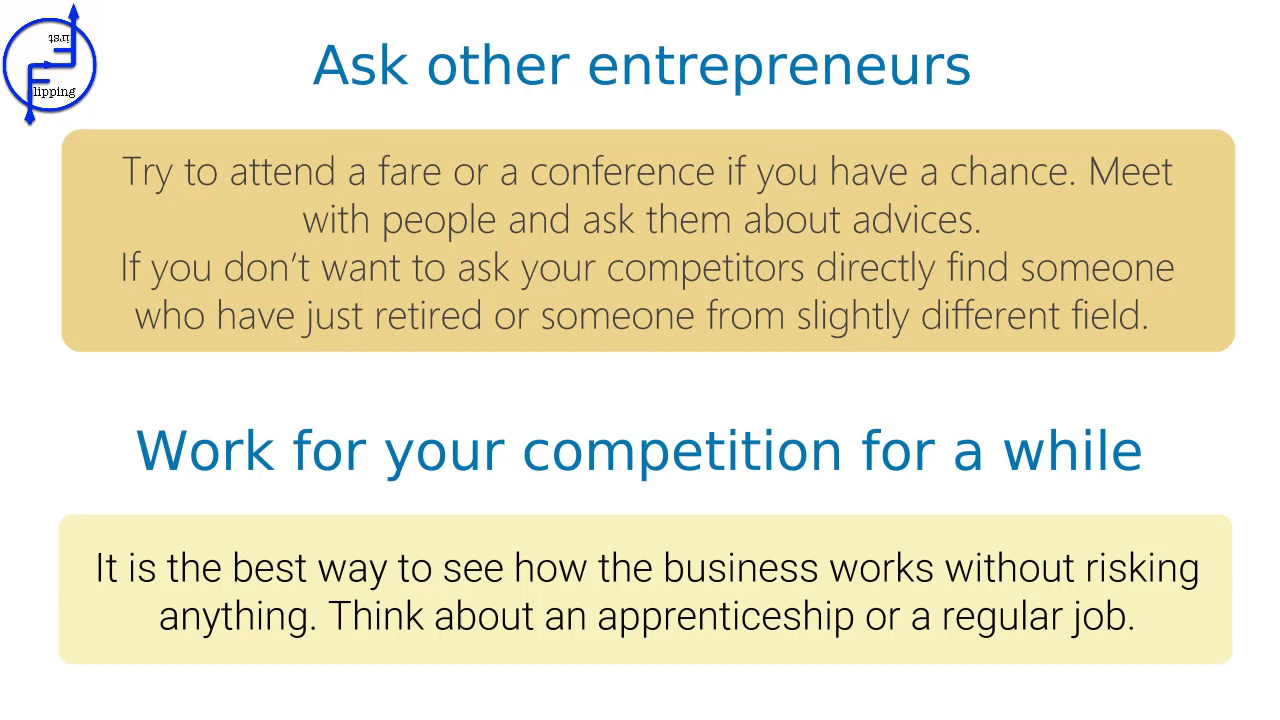 irst
lipping
Ask other entrepreneurs
Try to attend a fare or a conference if you have a chance. Meet
with people and ask them about advices.
If you don’t want to ask your competitors directly find someone
who have just retired or someone from slightly different field.
Work for your competition for a while
It is the best way to see how the business works without risking
anything. Think about an apprenticeship or a regular job.